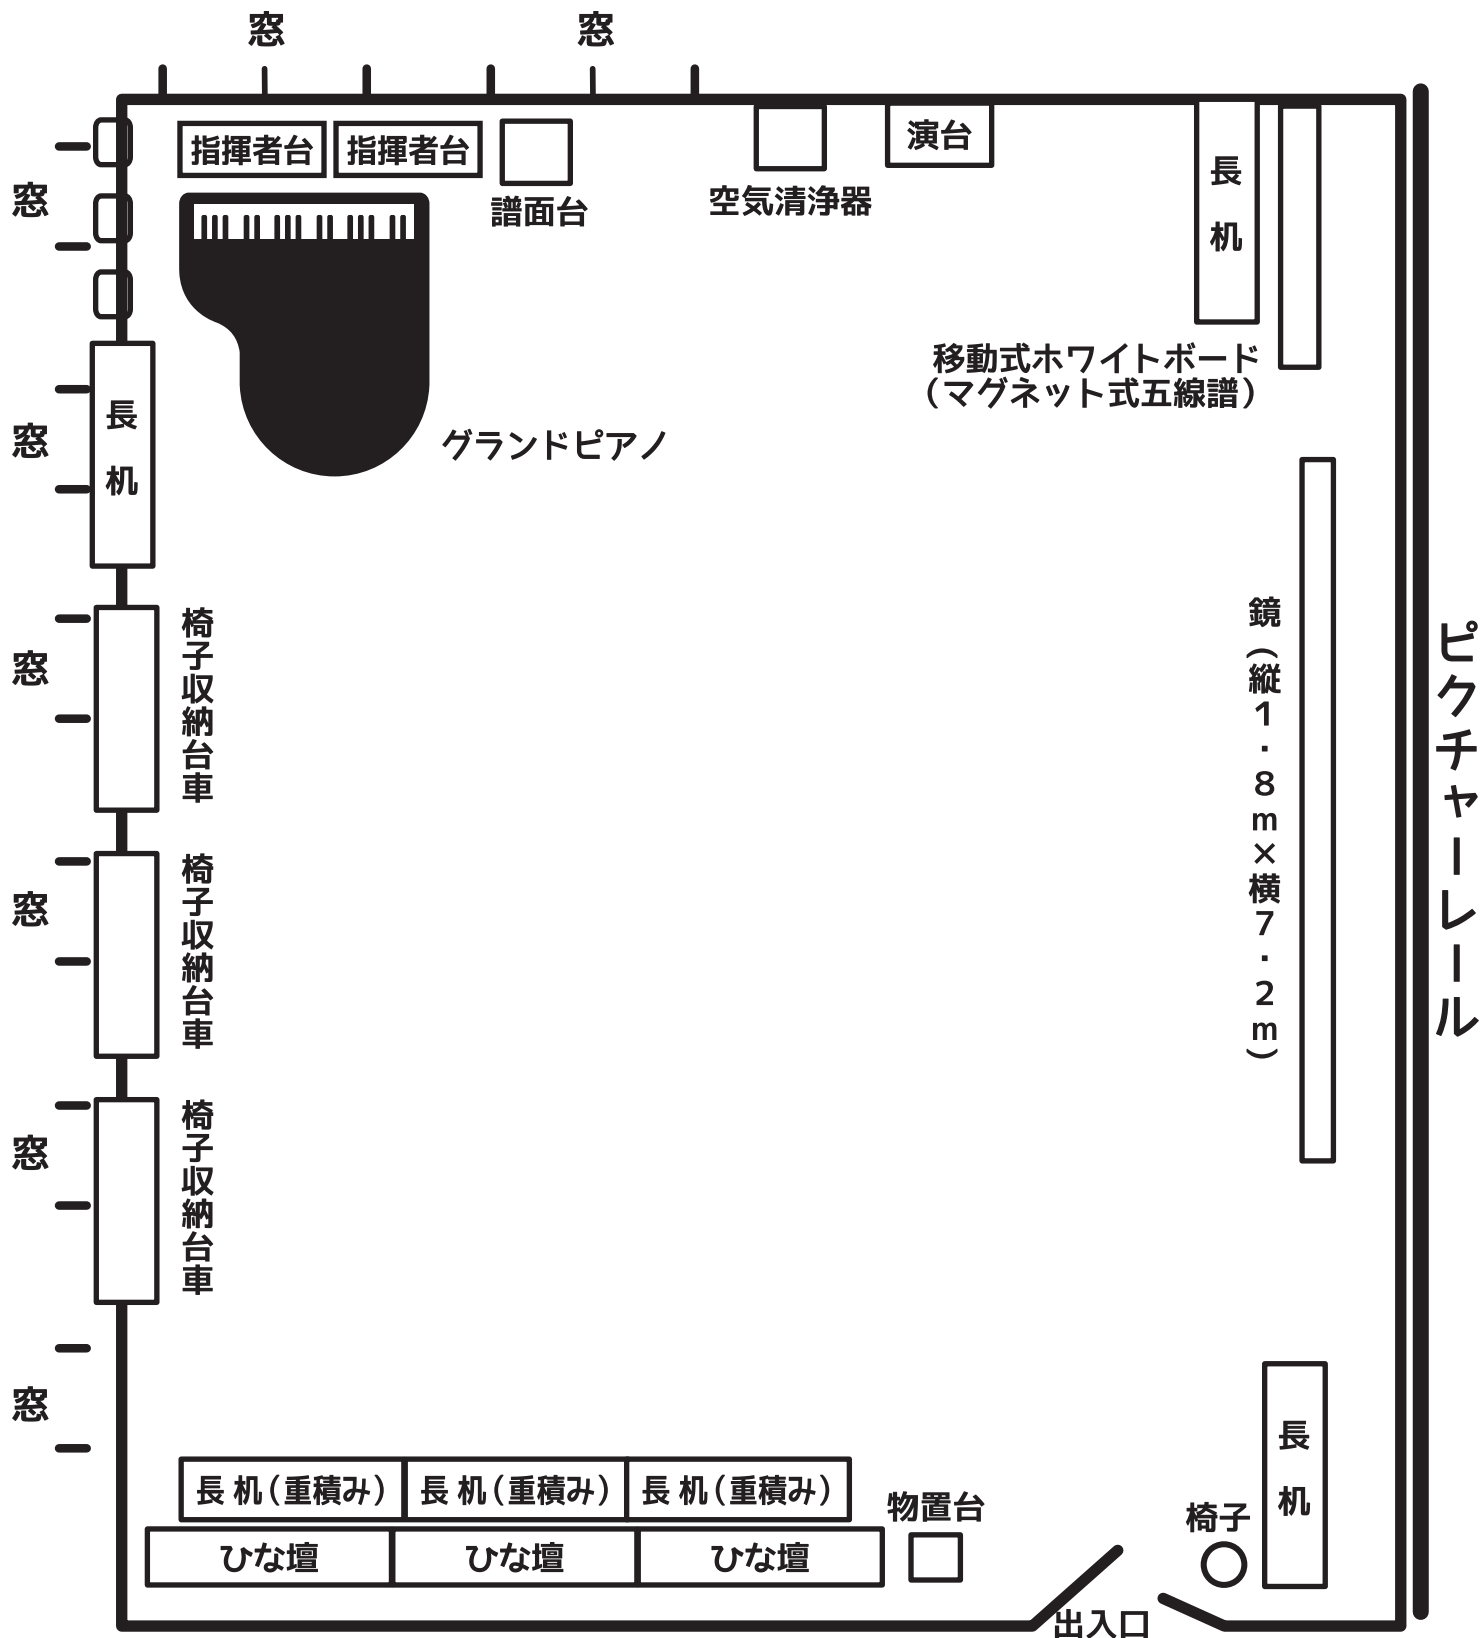 窓
窓
窓
指揮者台
指揮者台
譜面台
空気清浄器
演台
長机
移動式ホワイトボード
（マグネット式五線譜）
グランドピアノ
窓
長机
窓
椅子収納台車
鏡（縦1・8m×横7・2m）
ピクチャーレール
窓
椅子収納台車
窓
椅子収納台車
窓
長机
長 机（重積み）
長 机（重積み）
長 机（重積み）
物置台
椅子
ひな壇
ひな壇
ひな壇
出入口